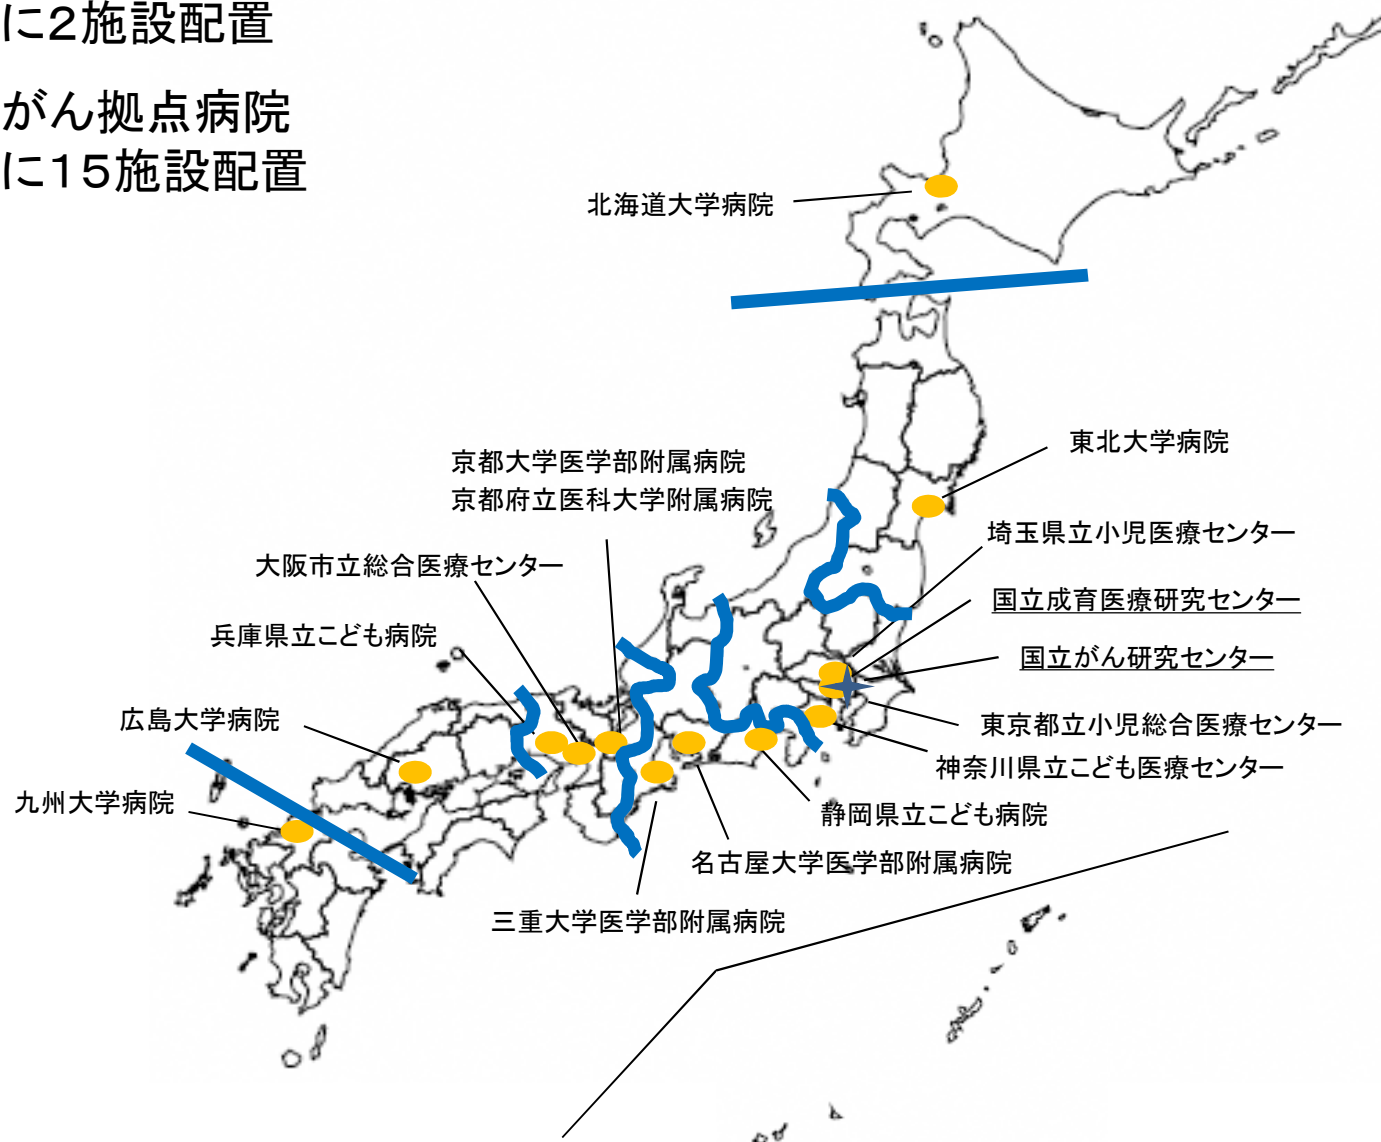 に2施設配置
がん拠点病院
に15施設配置
北海道大学病院
東北大学病院
京都大学医学部附属病院
京都府立医科大学附属病院
埼玉県立小児医療センター
大阪市立総合医療センター
国立成育医療研究センター
兵庫県立こども病院
国立がん研究センター
広島大学病院
東京都立小児総合医療センター
神奈川県立こども医療センター
九州大学病院
静岡県立こども病院
名古屋大学医学部附属病院
三重大学医学部附属病院